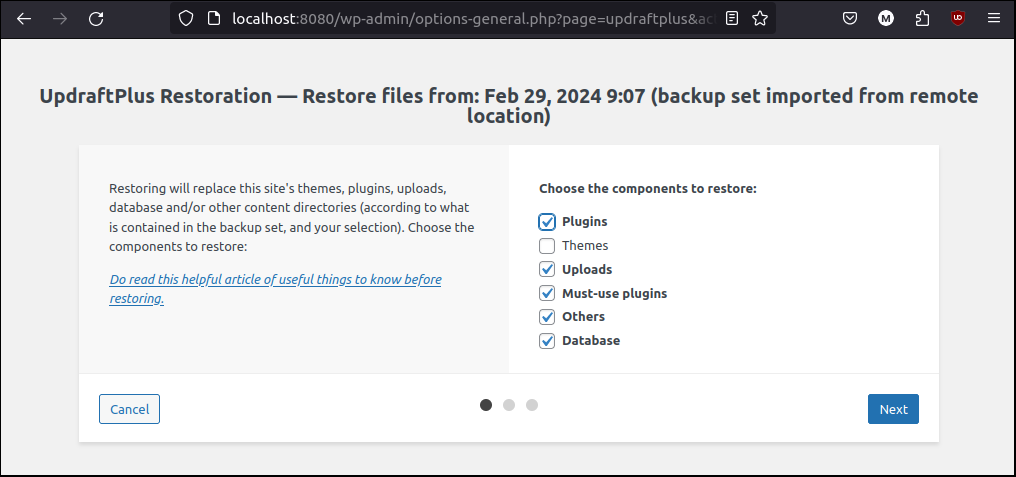 localhost:8080/wp-admin/options-general.php?page=updraftplus&ac
M
UD
UpdraftPlus Restoration — Restore files from: Feb 29, 2024 9:07 (backup set imported from remote
location)
Restoring will replace this site's themes, plugins, uploads,
database and/or other content directories (according to what
is contained in the backup set, and your selection). Choose the
components to restore:
Do read this helpful article of useful things to know before
restoring.
Choose the components to restore:
Plugins
Themes
Uploads
Must-use plugins
Others
Database
Cancel
Next